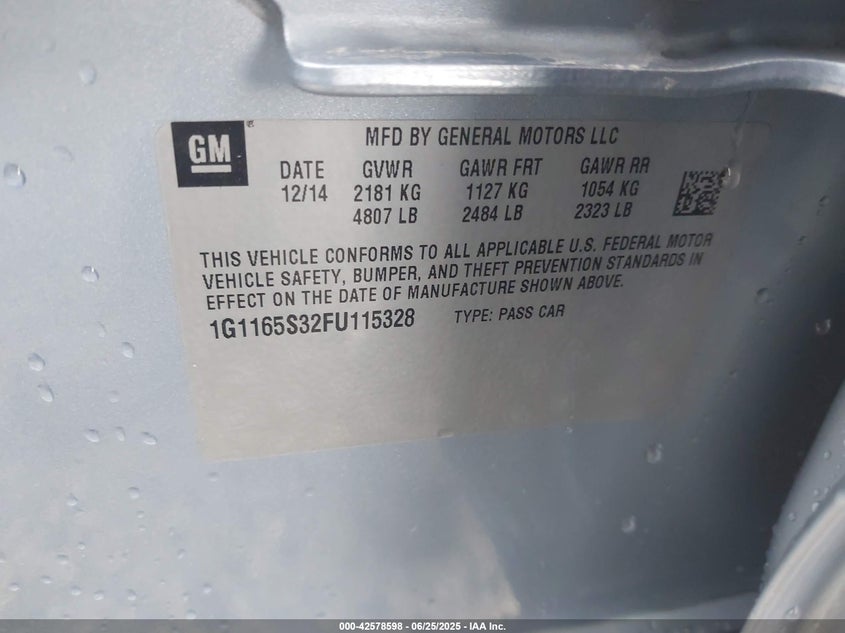 GM
MFD BY GENERAL MOTORS LLC
DATE GVWR GAWR FRT GAWR RR
12/14 2181 KG 1127 KG 1054 KG
4807 LB 2484 LB 2323 LB
THIS VEHICLE CONFORMS TO ALL APPLICABLE U.S. FEDERAL MOTOR
VEHICLE SAFETY, BUMPER, AND THEFT PREVENTION STANDARDS IN
EFFECT ON THE DATE OF MANUFACTURE SHOWN ABOVE.
1G1165S32FU115328 TYPE: PASS CAR
000-42578598 - 06/25/2025 - IAA Inc.